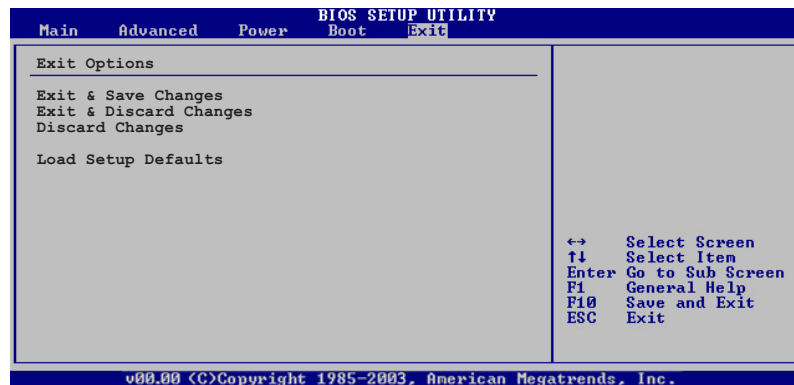 BIOS SETUP UTILITY
Main Advanced Power Boot Exit
Exit Options
Exit & Save Changes
Exit & Discard Changes
Discard Changes
Load Setup Defaults
←→ Select Screen
↑↓ Select Item
Enter Go to Sub Screen
F1 General Help
F10 Save and Exit
ESC Exit
v00.00 (C)Copyright 1985-2003, American Megatrends, Inc.